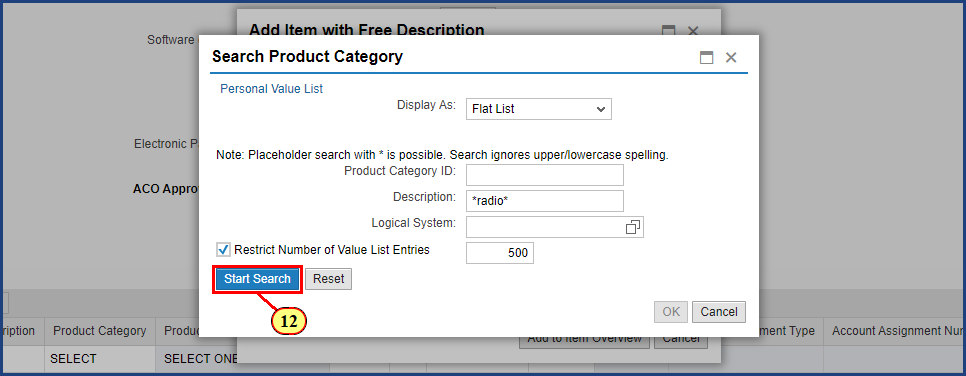 Add Item with Free Description
Software
Search Product Category
Personal Value List
Display As: Flat List
Electronic P
Note: Placeholder search with * is possible. Search ignores upper/lowercase spelling.
Product Category ID:
ACO Approv
Description: *radio*
Logical System:
Restrict Number of Value List Entries 500
Start Search Reset
12
OK Cancel
ription Product Category Produ ment Type Account Assignment Num
Add to Item Overview Cancel
SELECT SELECT ONE